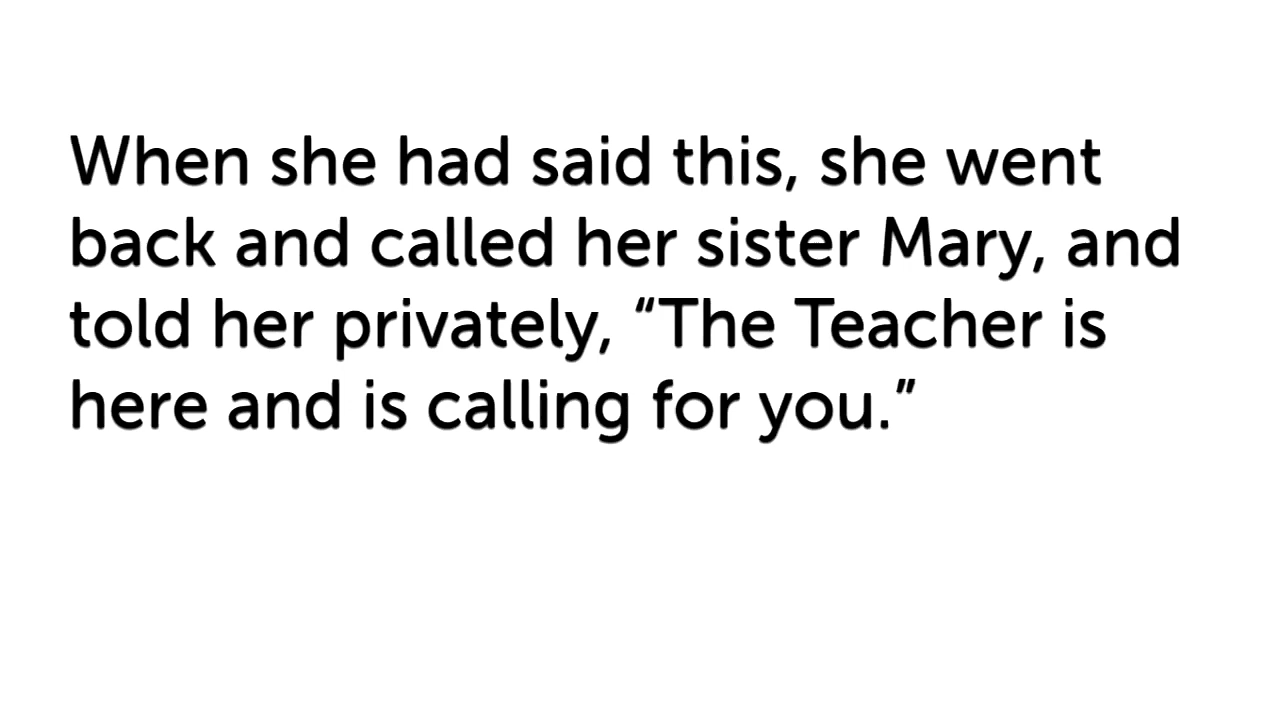 When she had said this, she went
back and called her sister Mary, and
told her privately, “The Teacher is
here and is calling for you.”